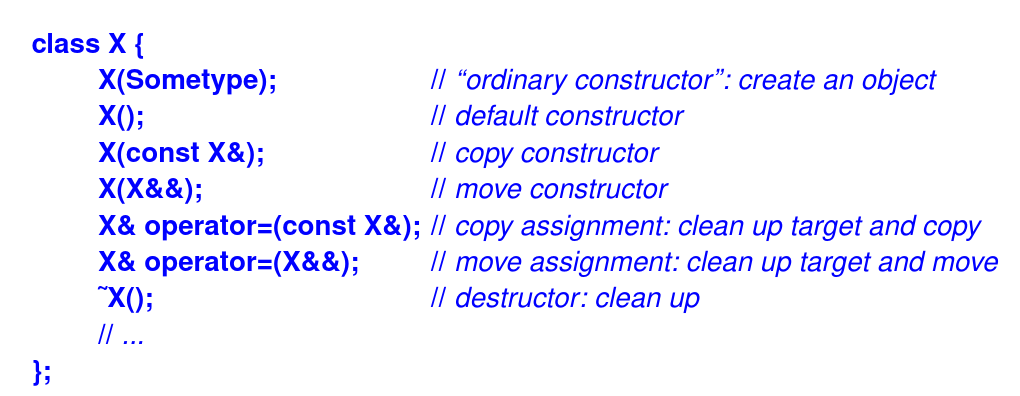 class X {
X(Sometype); // “ordinary constructor”: create an object
X(); // default constructor
X(const X&); // copy constructor
X(X&&); // move constructor
X& operator=(const X&); // copy assignment: clean up target and copy
X& operator=(X&&); // move assignment: clean up target and move
˜X(); // destructor: clean up
// ...
};